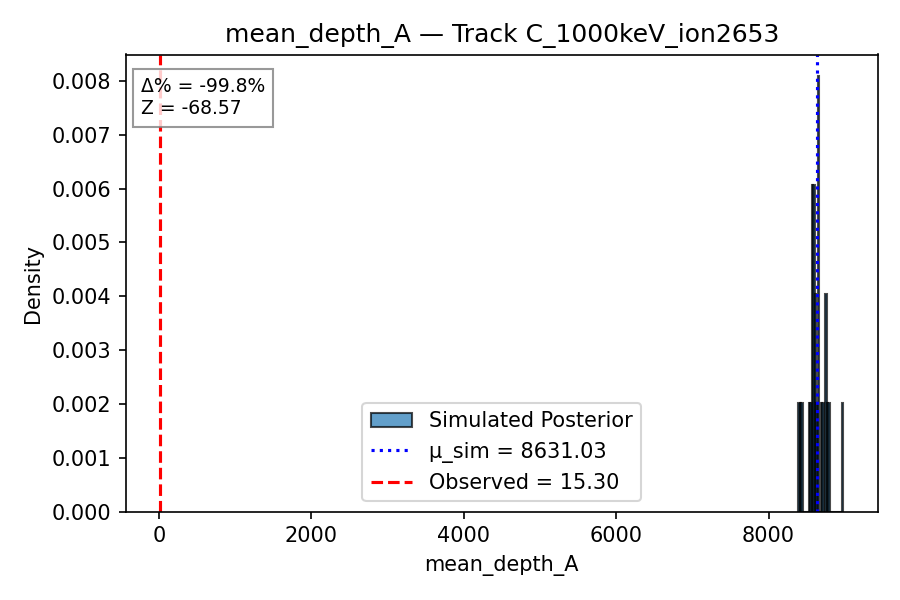 mean_depth_A — Track C_1000keV_ion2653
Δ% = -99.8%
Z = -68.57
Density
0.008
0.007
0.006
0.005
0.004
0.003
0.002
0.001
0.000
Simulated Posterior
μ_sim = 8631.03
Observed = 15.30
0 2000 4000 6000 8000
mean_depth_A